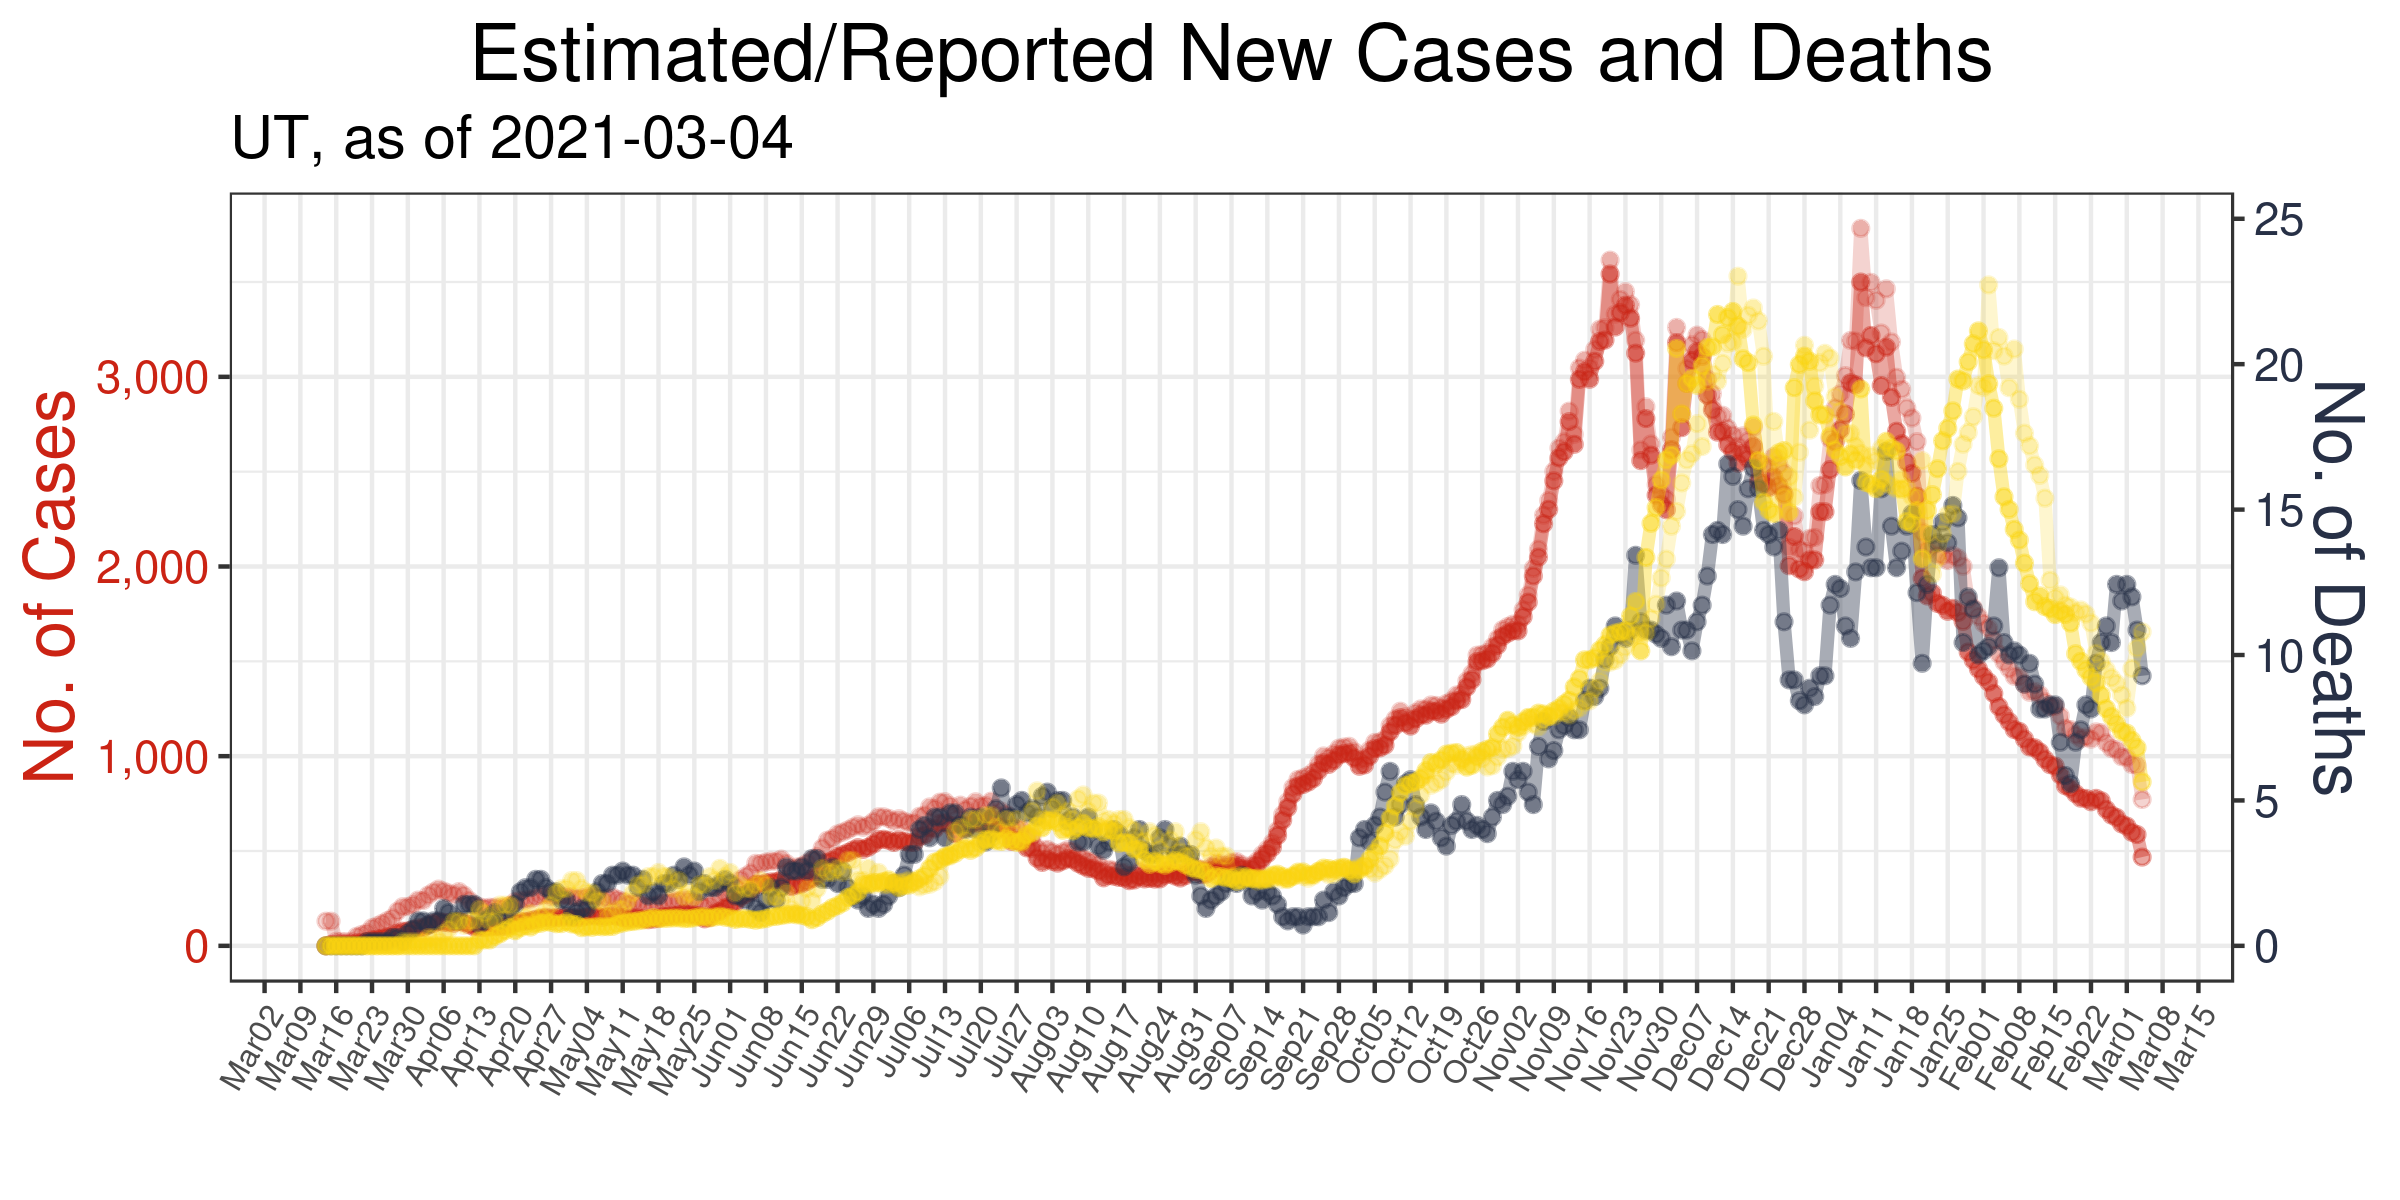 Estimated/Reported New Cases and Deaths
UT, as of 2021-03-04
No. of Cases
3,000
2,000
1,000
0
25
20
15
10
5
0
No. of Deaths
Mar02
Mar09
Mar16
Mar23
Mar30
Apr06
Apr13
Apr20
Apr27
May04
May11
May18
May25
Jun01
Jun08
Jun15
Jun22
Jun29
Jul06
Jul13
Jul20
Jul27
Aug03
Aug10
Aug17
Aug24
Aug31
Sep07
Sep14
Sep21
Sep28
Oct05
Oct12
Oct19
Oct26
Nov02
Nov09
Nov16
Nov23
Nov30
Dec07
Dec14
Dec21
Dec28
Jan04
Jan11
Jan18
Jan25
Feb01
Feb08
Feb15
Feb22
Mar01
Mar08
Mar15